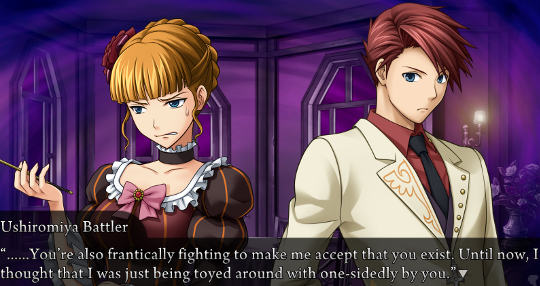 Ushiromiya Battler
“......You’re also frantically fighting to make me accept that you exist. Until now, I
thought that I was just being toyed around with one-sidedly by you.”▼